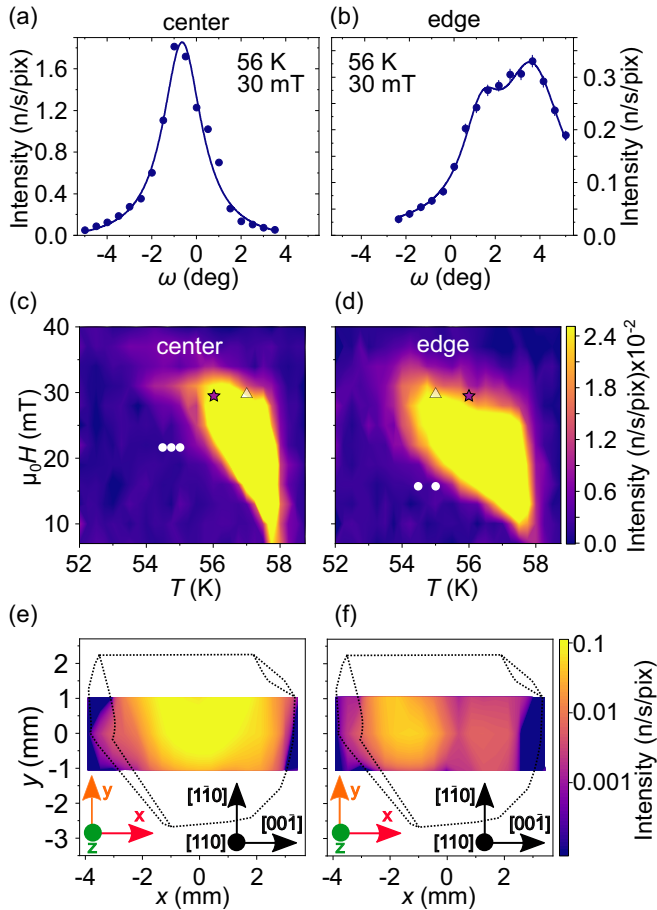 (a) center
(b) edge
56 K
30 mT
56 K
30 mT
Intensity (n/s/pix)
1.8
1.2
0.6
0.0
-4 -2 0 2 4
ω (deg)
0.3
0.2
0.1
0.0
Intensity (n/s/pix)
-4 -2 0 2 4
ω (deg)
(c)
center
(d)
edge
40
30
20
10
μ₀H (mT)
52 54 56 58
T (K)
52 54 56 58
T (K)
2.4
1.8
1.2
0.6
0.0
Intensity (n/s/pix)x10⁻²
(e)
(f)
2
1
0
-1
-2
-3
y (mm)
y
x
z
[11̅0]
[001̅]
[110]
-4 -2 0 2
x (mm)
y
x
z
[11̅0]
[001̅]
[110]
-4 -2 0 2
x (mm)
0.1
0.01
0.001
Intensity (n/s/pix)